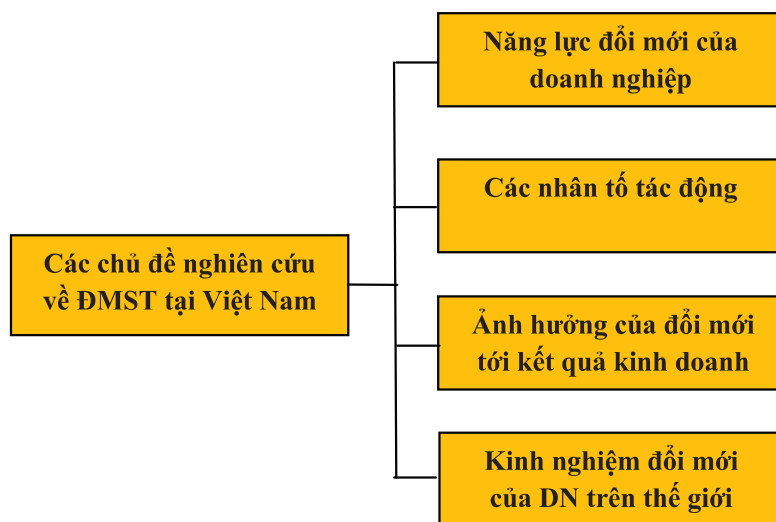 Năng lực đổi mới của
doanh nghiệp
Các nhân tố tác động
Các chủ đề nghiên cứu
về ĐMST tại Việt Nam
Ảnh hưởng của đổi mới
tới kết quả kinh doanh
Kinh nghiệm đổi mới
của DN trên thế giới